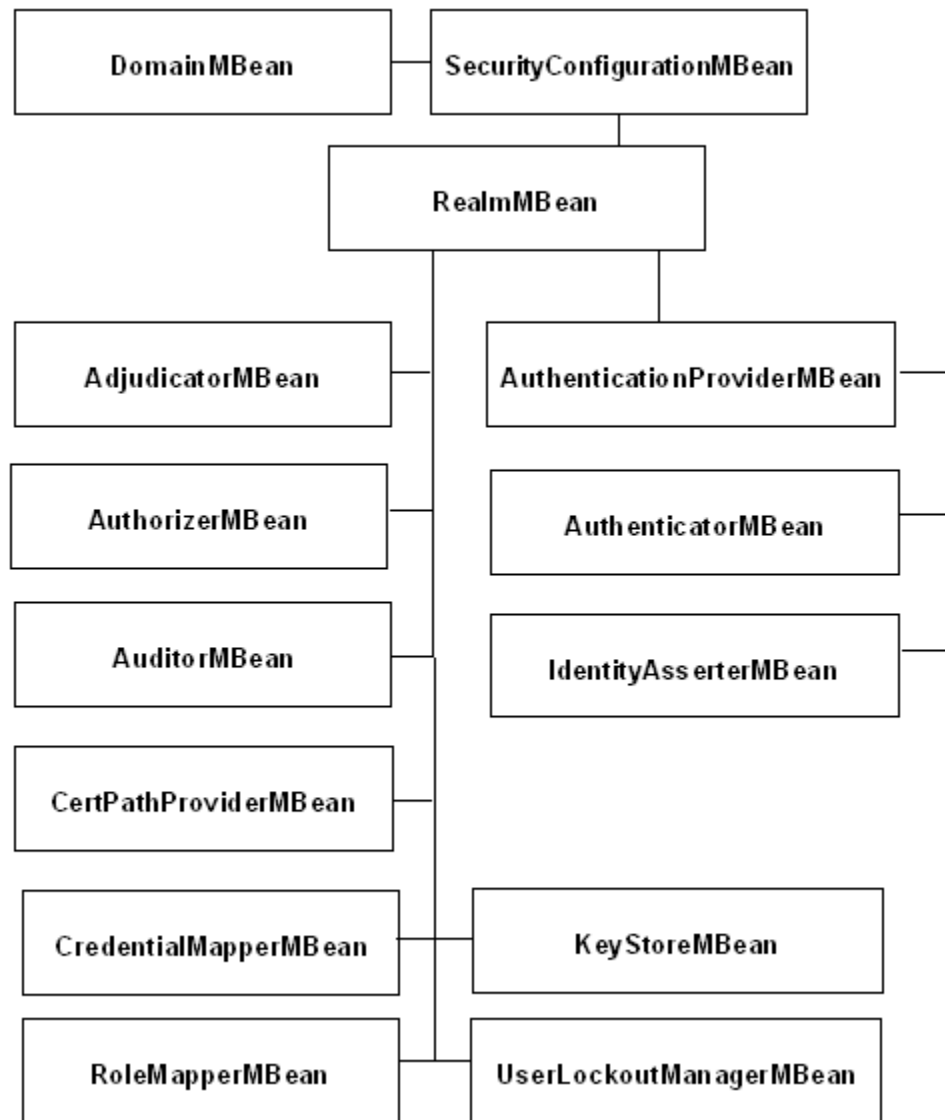 DomainMBean
SecurityConfigurationMBean
RealmMBean
AdjudicatorMBean
AuthenticationProviderMBean
AuthorizerMBean
AuthenticatorMBean
AuditorMBean
IdentityAsserterMBean
CertPathProviderMBean
CredentialMapperMBean
KeyStoreMBean
RoleMapperMBean
UserLockoutManagerMBean